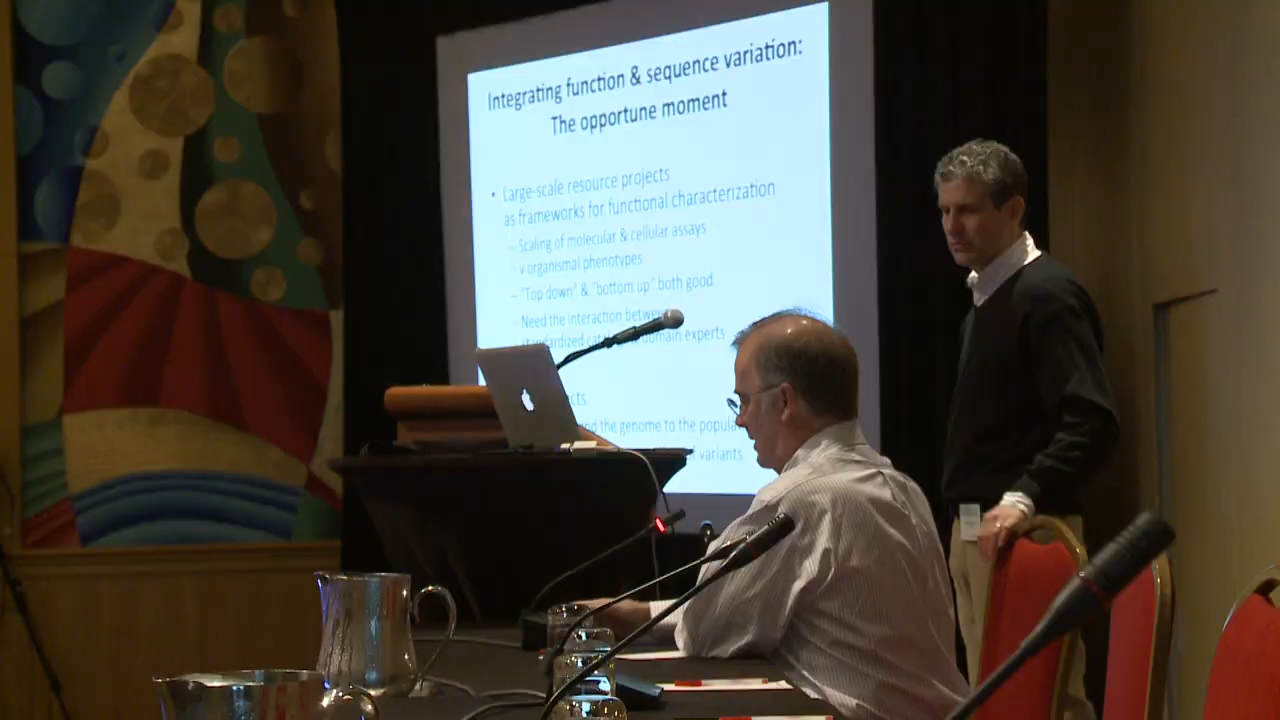 Integrating function & sequence variation:
The opportune moment
• Large-scale resource projects
as frameworks for functional characterization
– Scaling of molecular & cellular assays
v organismal phenotypes
– "Top down" & "bottom up" both good
– Need the interaction
domain experts
the genome to the
variants